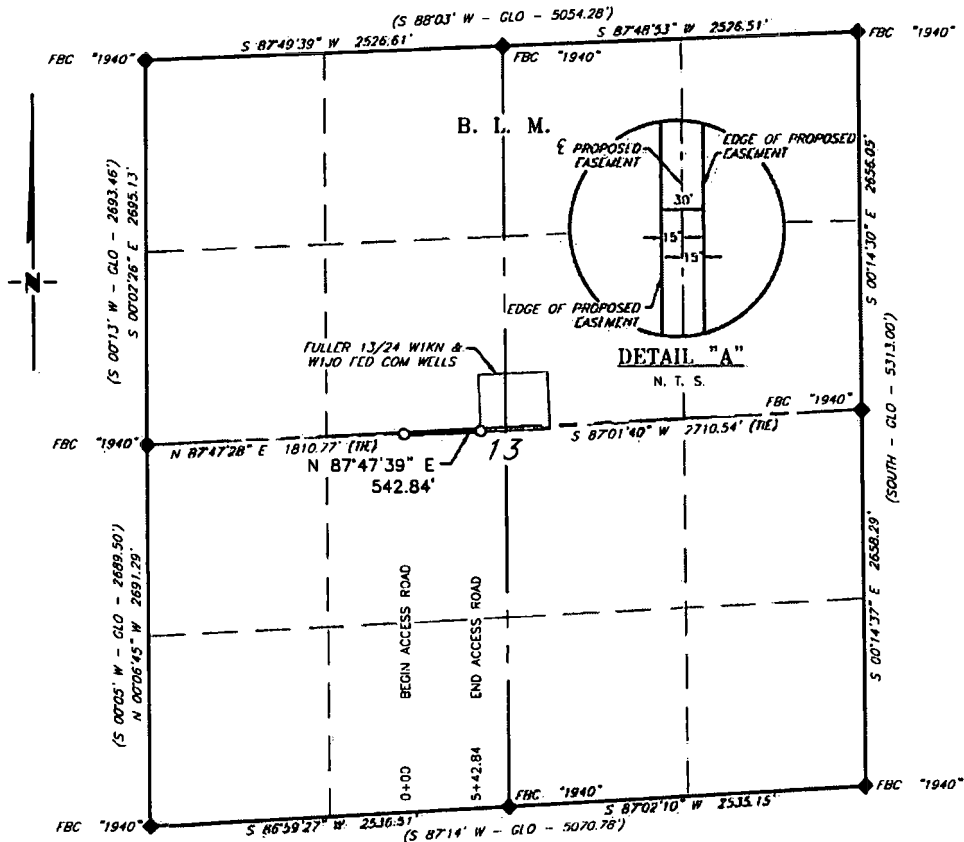 (S 88'03' W - GLO - 5054.28')
S 87'49'39" W 2526.61'
S 87'48'53" W 2526.51'
FBC "1940"
FBC "1940"
FBC "1940"
B. L. M.
℄ PROPOSED
EASEMENT
EDGE OF PROPOSED
EASEMENT
30'
15'
15'
EDGE OF PROPOSED
EASEMENT
DETAIL "A"
N. T. S.
(S 00'13' W - GLO - 2693.46')
S 00'02'26" E 2695.13'
S 00'14'30" E 2656.05'
-N-
(SOUTH - GLO - 5313.00')
FULLER 13/24 W1KN &
W1JO FED COM WELLS
FBC "1940"
FBC "1940"
N 87'47'28" E 1810.77' (TIE)
S 87'01'40" W 2710.54' (TIE)
13
N 87'47'39" E
542.84'
(S 00'05' W - GLO - 2689.50')
N 00'06'45" W 2691.29'
S 00'14'37" E 2658.29'
0+00 BEGIN ACCESS ROAD
5+42.84 END ACCESS ROAD
FBC "1940"
FBC "1940"
FBC "1940"
S 86'59'27" W 2536.51'
S 87'02'10" W 2535.15'
(S 87'14' W - GLO - 5070.78')